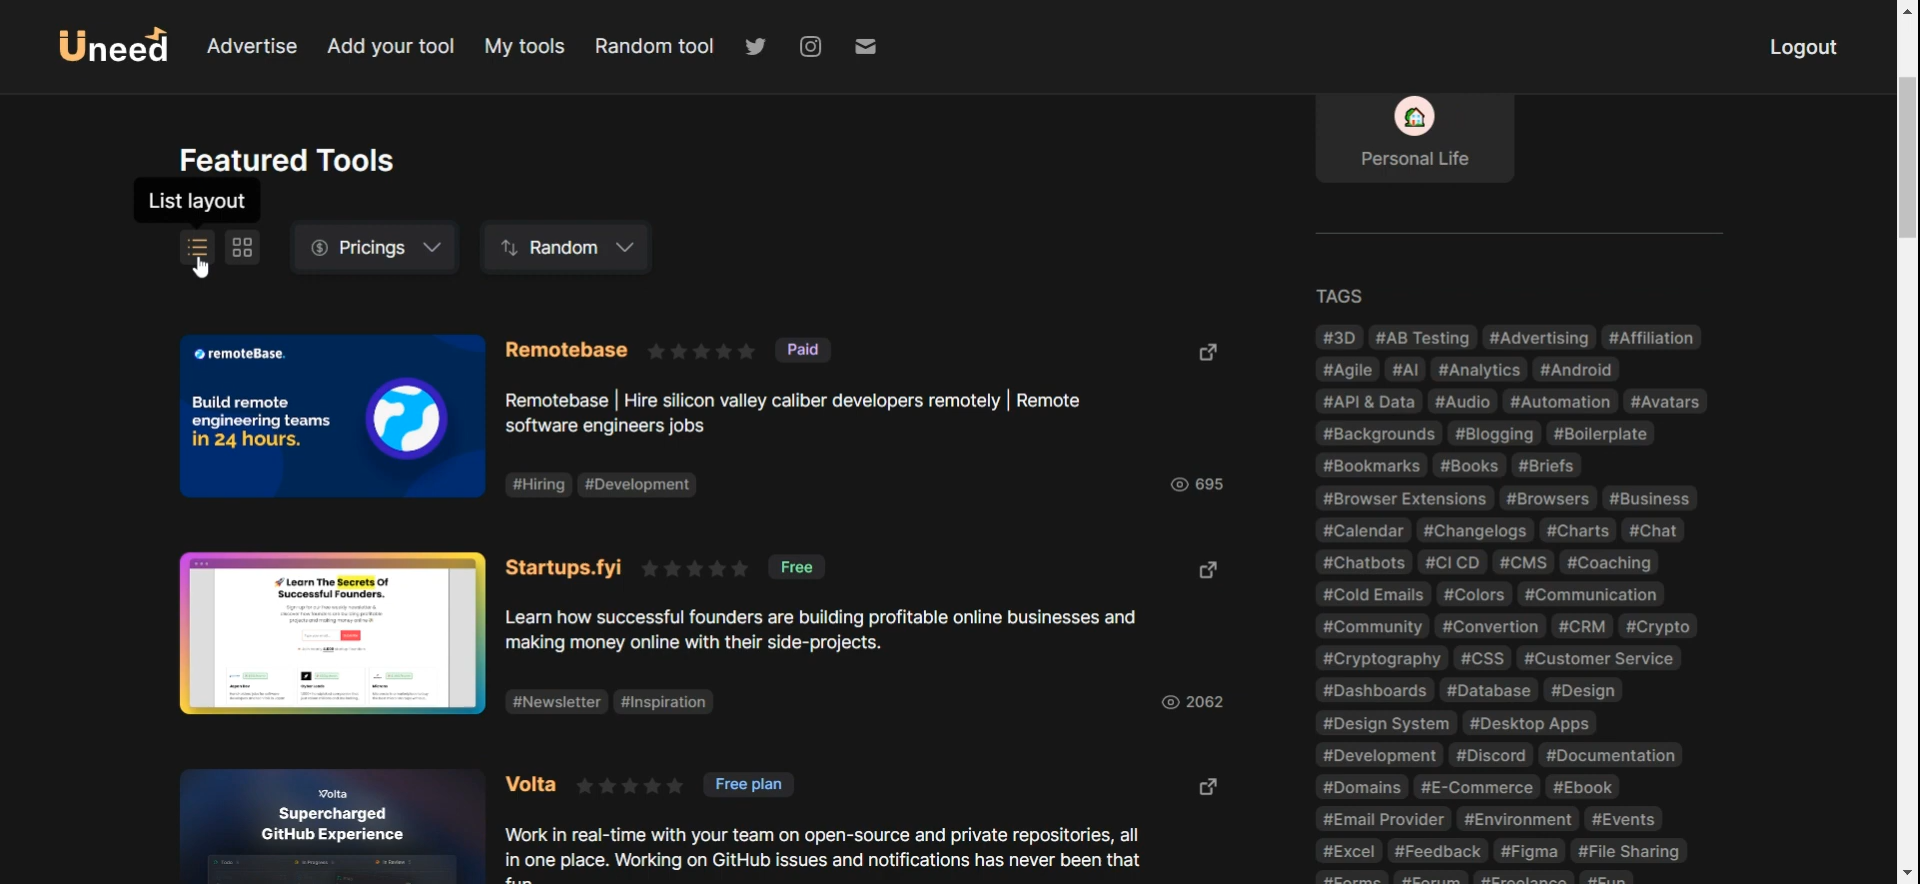 Uneed
Advertise
Add your tool
My tools
Random tool
Logout
Featured Tools
List layout
Pricings
Random
remoteBase.
Build remote
engineering teams
in 24 hours.
Remotebase
Paid
Remotebase | Hire silicon valley caliber developers remotely | Remote
software engineers jobs
#Hiring #Development
695
Learn The Secrets Of
Successful Founders.
Startups.fyi
Free
Learn how successful founders are building profitable online businesses and
making money online with their side-projects.
#Newsletter #Inspiration
2062
Volta
Supercharged
GitHub Experience
Volta
Free plan
Work in real-time with your team on open-source and private repositories, all
in one place. Working on GitHub issues and notifications has never been that
fun
Personal Life
TAGS
#3D #AB Testing #Advertising #Affiliation
#Agile #AI #Analytics #Android
#API & Data #Audio #Automation #Avatars
#Backgrounds #Blogging #Boilerplate
#Bookmarks #Books #Briefs
#Browser Extensions #Browsers #Business
#Calendar #Changelogs #Charts #Chat
#Chatbots #CI CD #CMS #Coaching
#Cold Emails #Colors #Communication
#Community #Convertion #CRM #Crypto
#Cryptography #CSS #Customer Service
#Dashboards #Database #Design
#Design System #Desktop Apps
#Development #Discord #Documentation
#Domains #E-Commerce #Ebook
#Email Provider #Environment #Events
#Excel #Feedback #Figma #File Sharing
#Forms #Forum #Freelance #Fun